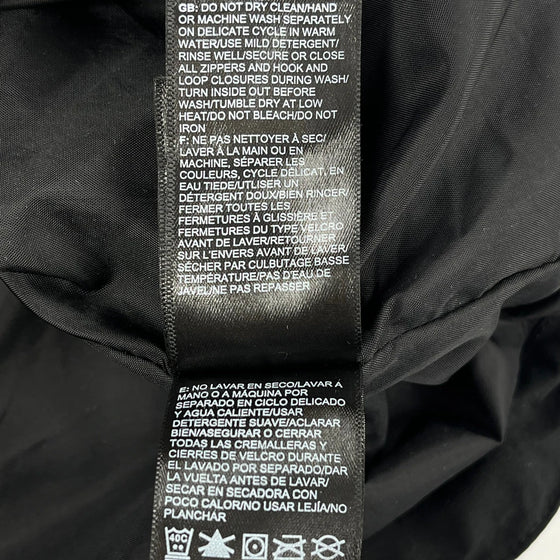 GB: DO NOT DRY CLEAN/HAND
OR MACHINE WASH SEPARATELY
ON DELICATE CYCLE IN WARM
WATER/USE MILD DETERGENT/
RINSE WELL/SECURE OR CLOSE
ALL ZIPPERS AND HOOK AND
LOOP CLOSURES DURING WASH/
TURN INSIDE OUT BEFORE
WASH/TUMBLE DRY AT LOW
HEAT/DO NOT BLEACH/DO NOT
IRON
F: NE PAS NETTOYER À SEC/
LAVER À LA MAIN OU EN
MACHINE, SÉPARER LES
COULEURS, CYCLE DÉLICAT, EN
EAU TIEDE/UTILISER UN
DÉTERGENT DOUX/BIEN RINCER/
FERMER TOUTES LES
FERMETURES À GLISSIÈRE ET
FERMETURES DU TYPE VELCRO
AVANT DE LAVER/RETOURNER
SUR L'ENVERS AVANT DE LAVER/
SÉCHER PAR CULBUTAGE BASSE
TEMPÉRATURE/PAS D'EAU DE
JAVEL/NE PAS REPASSER
E: NO LAVAR EN SECO/LAVAR Á
MANO O A MÁQUINA POR
SEPARADO EN CICLO DELICADO
Y AGUA CALIENTE/USAR
DETERGENTE SUAVE/ACLARAR
BIEN/ASEGURAR O CERRAR
TODAS LAS CREMALLERAS Y
CIERRES DE VELCRO DURANTE
EL LAVADO POR SEPARADO/DAR
LA VUELTA ANTES DE LAVAR/
SECAR EN SECADORA CON
POCO CALOR/NO USAR LEJÍA/NO
PLANCHAR
40C